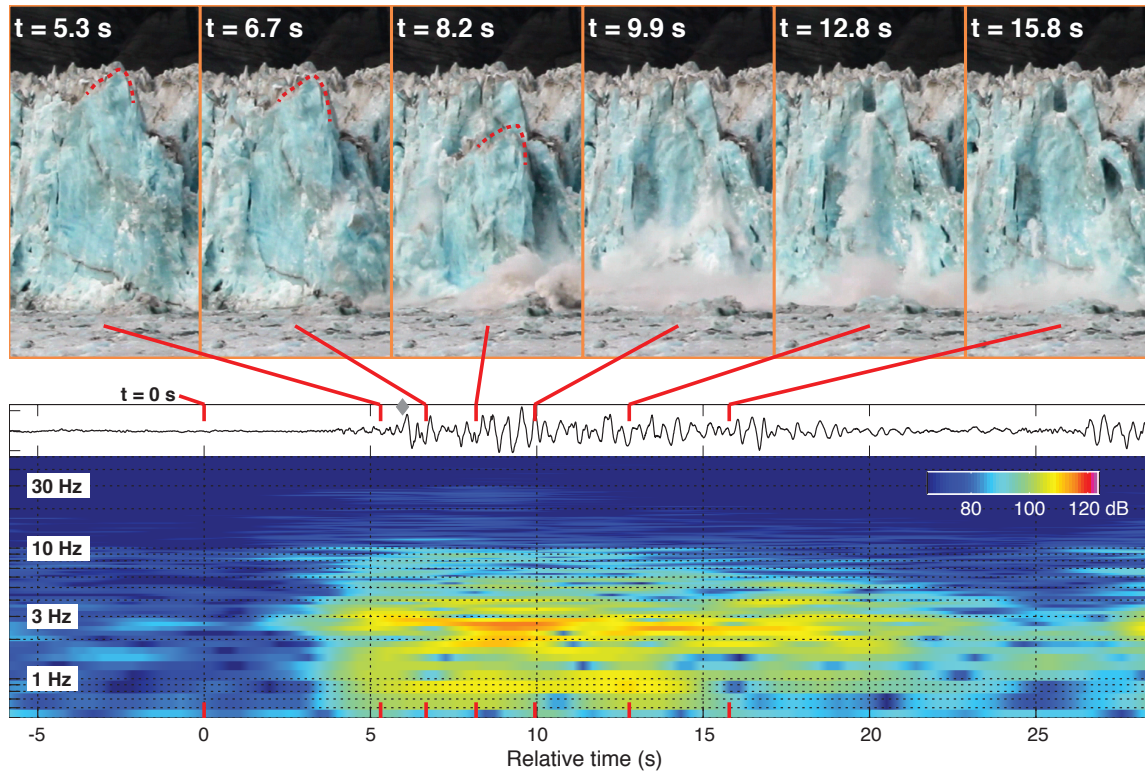 t = 5.3 s t = 6.7 s t = 8.2 s t = 9.9 s t = 12.8 s t = 15.8 s
t = 0 s
30 Hz
80 100 120 dB
10 Hz
3 Hz
1 Hz
-5 0 5 10 15 20 25
Relative time (s)